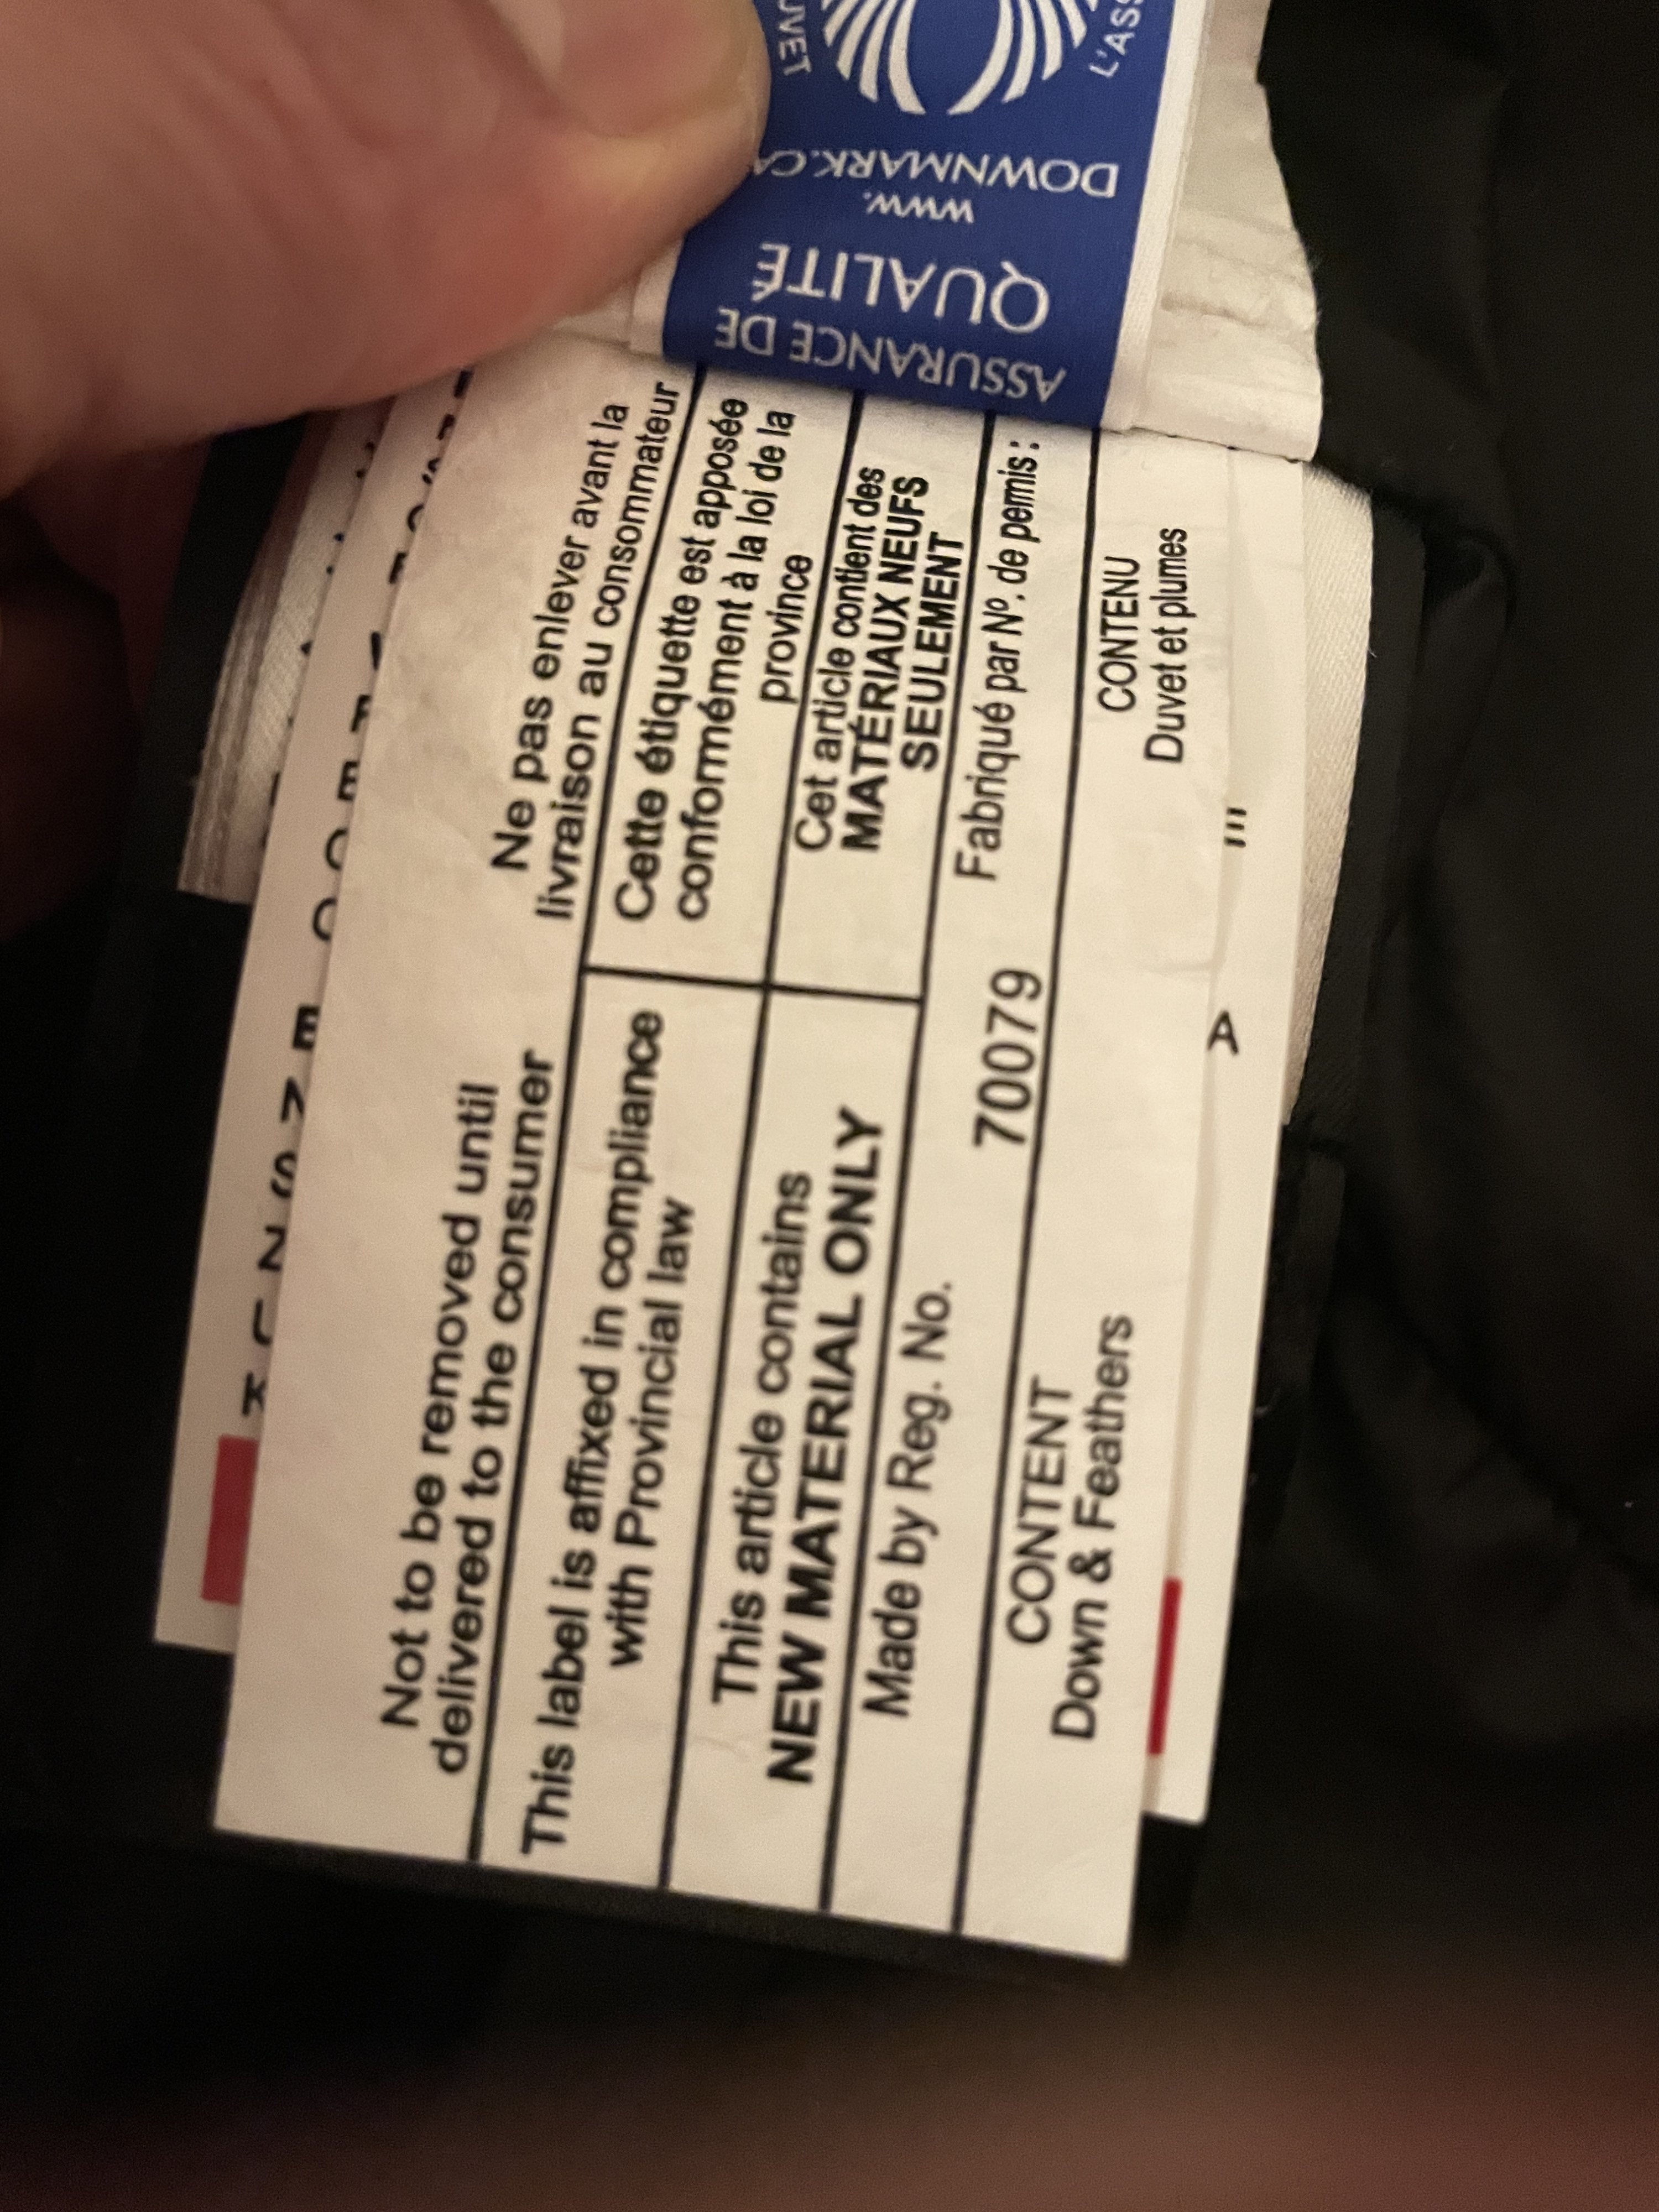 Not to be removed until
delivered to the consumer
Ne pas enlever avant la
livraison au consommateur
This label is affixed in compliance
with Provincial law
Cette étiquette est apposée
conformément à la loi de la
province
This article contains
NEW MATERIAL ONLY
Cet article contient des
MATÉRIAUX NEUFS
SEULEMENT
Made by Reg. No.
70079
Fabriqué par Nº. de pemis :
CONTENT
Down & Feathers
CONTENU
Duvet et plumes
A
ASSURANCE DE
QUALITÉ
WWW.
DOWNMARK.CA
L'ASS
UVET